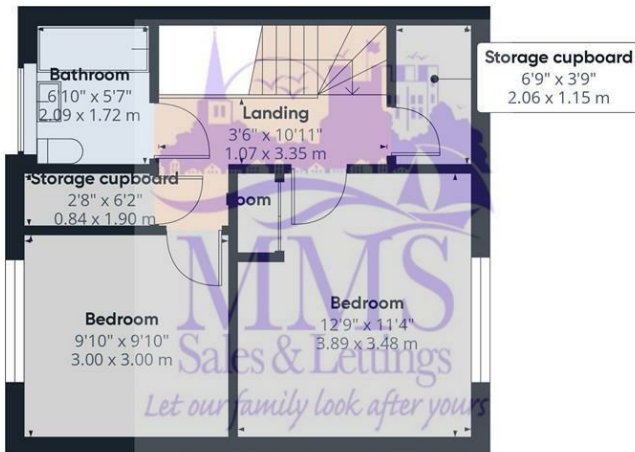 Bathroom
6'10" x 5'7"
2.09 x 1.72 m
Landing
3'6" x 10'11"
1.07 x 3.35 m
Storage cupboard
6'9" x 3'9"
2.06 x 1.15 m
Storage cupboard
2'8" x 6'2"
0.84 x 1.90 m
Room
Bedroom
9'10" x 9'10"
3.00 x 3.00 m
Bedroom
12'9" x 11'4"
3.89 x 3.48 m
MMS
Sales & Lettings
Let our family look after yours